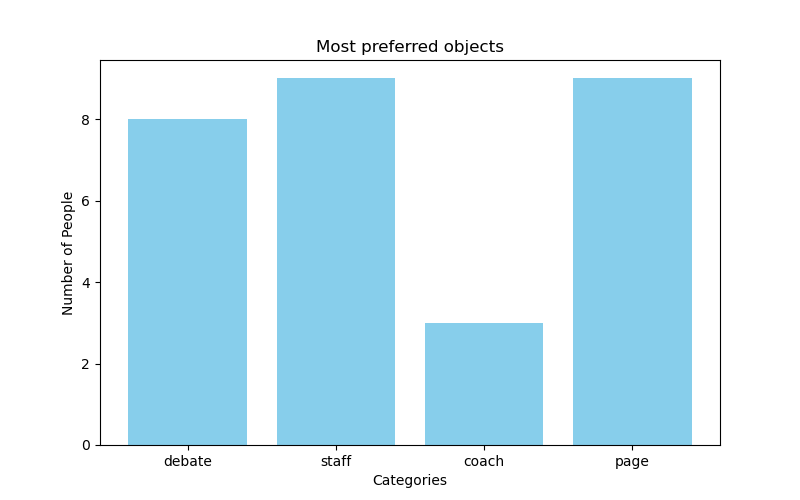 Most preferred objects
8
6
4
2
0
Number of People
debate staff coach page
Categories